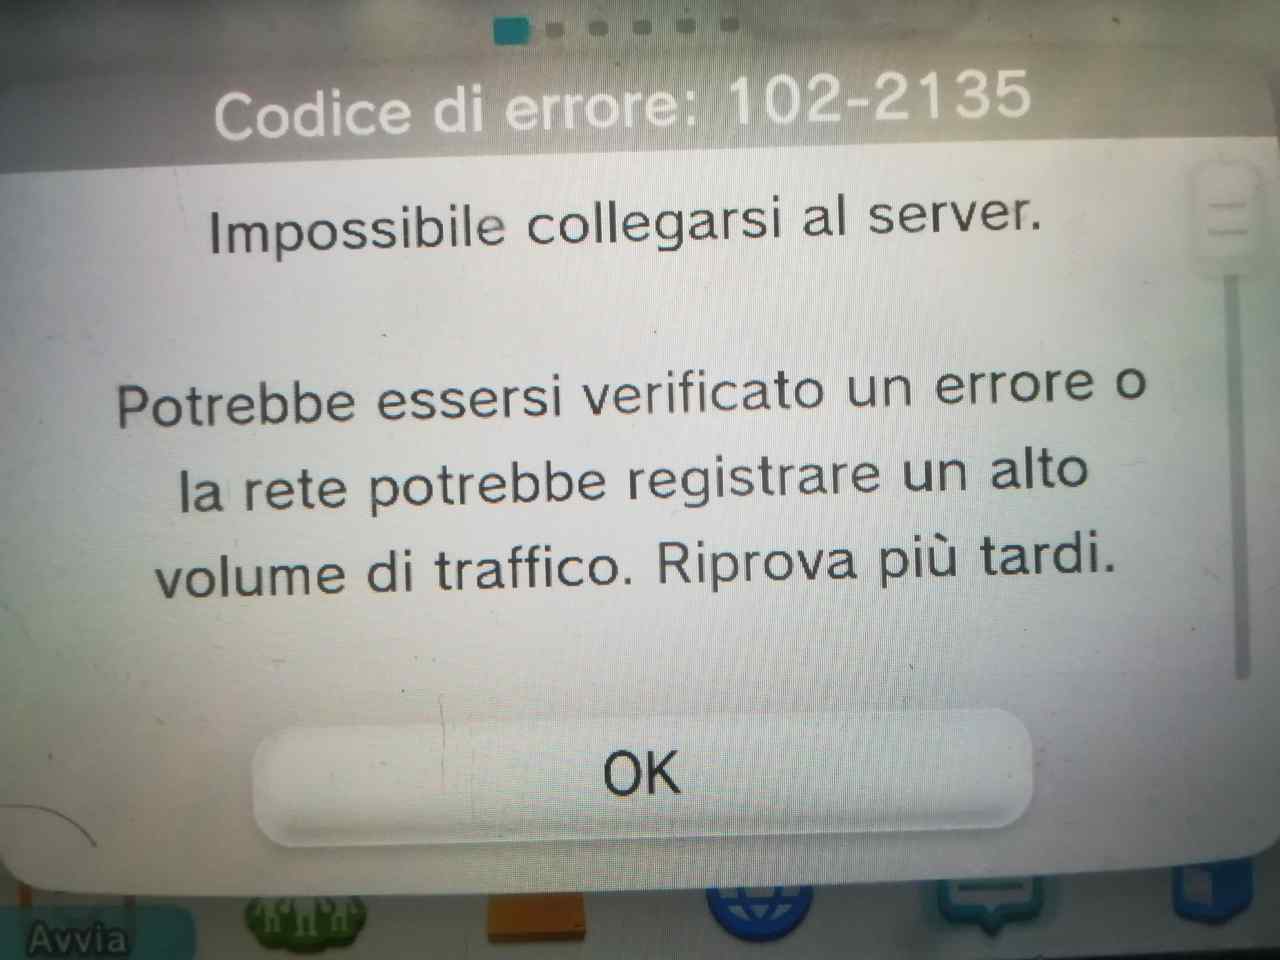 Codice di errore: 102-2135
Impossibile collegarsi al server.
Potrebbe essersi verificato un errore o
la rete potrebbe registrare un alto
volume di traffico. Riprova più tardi.
OK
Avvia